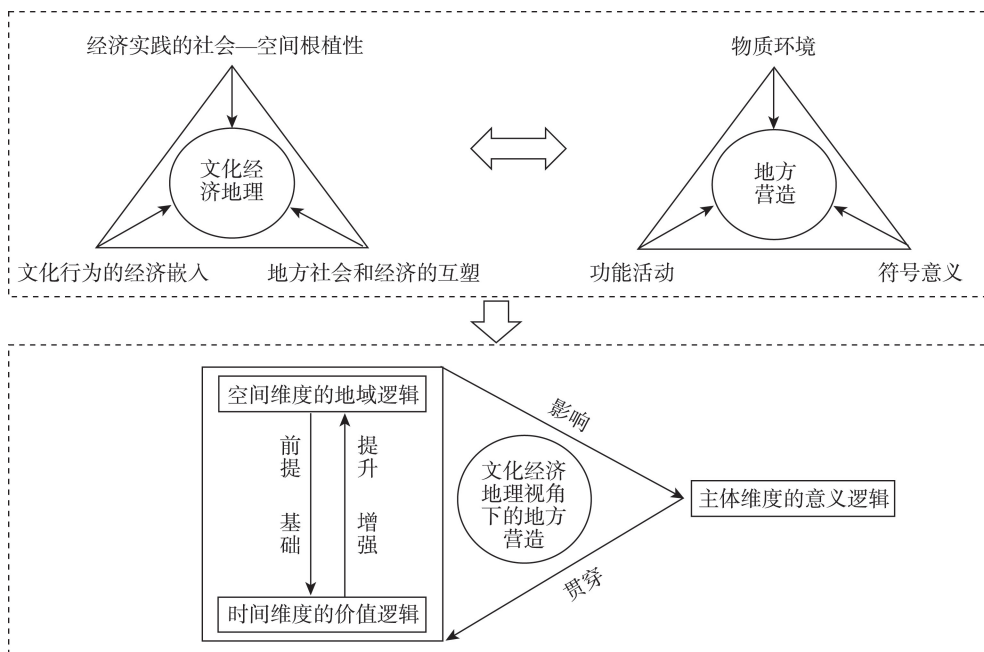 经济实践的社会—空间根植性
物质环境
文化经
济地理
地方
营造
文化行为的经济嵌入
地方社会和经济的互塑
功能活动
符号意义
空间维度的地域逻辑
前提
基础
提升
增强
时间维度的价值逻辑
影响
文化经济
地理视角
下的地方
营造
贯穿
主体维度的意义逻辑